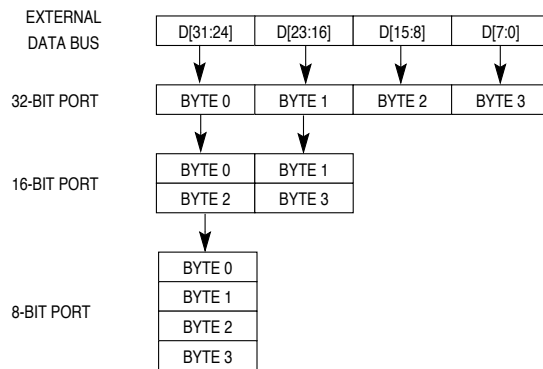 EXTERNAL
DATA BUS
D[31:24] D[23:16] D[15:8] D[7:0]
32-BIT PORT BYTE 0 BYTE 1 BYTE 2 BYTE 3
16-BIT PORT
BYTE 0 BYTE 1
BYTE 2 BYTE 3
8-BIT PORT
BYTE 0
BYTE 1
BYTE 2
BYTE 3